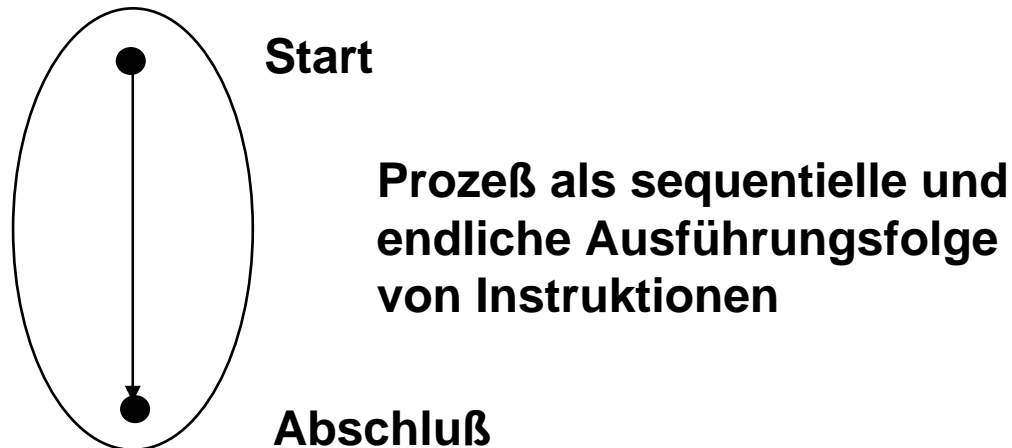 Start
Prozeß als sequentielle und
endliche Ausführungsfolge
von Instruktionen
Abschluß